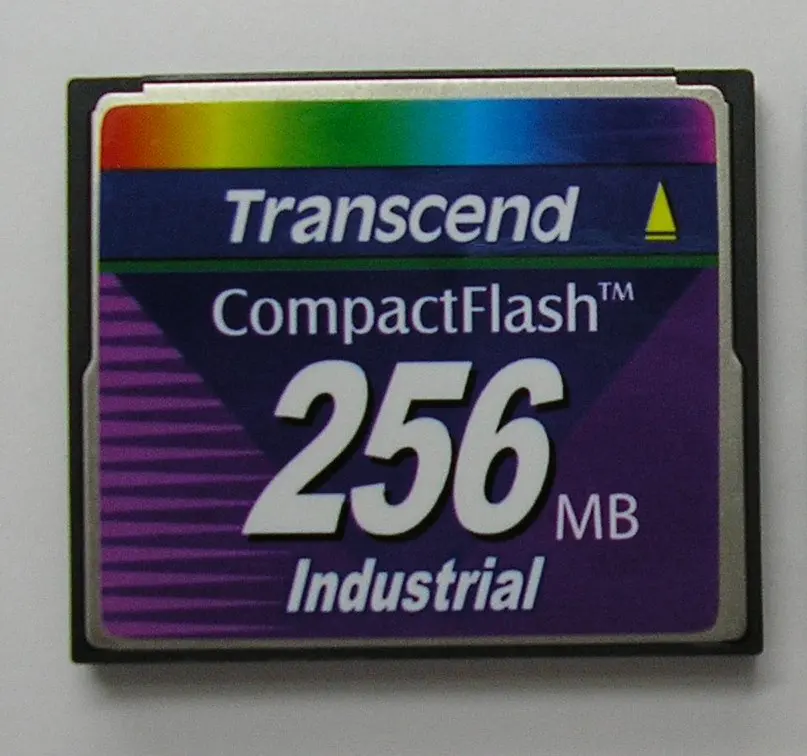 Transcend
CompactFlash™
256 MB
Industrial